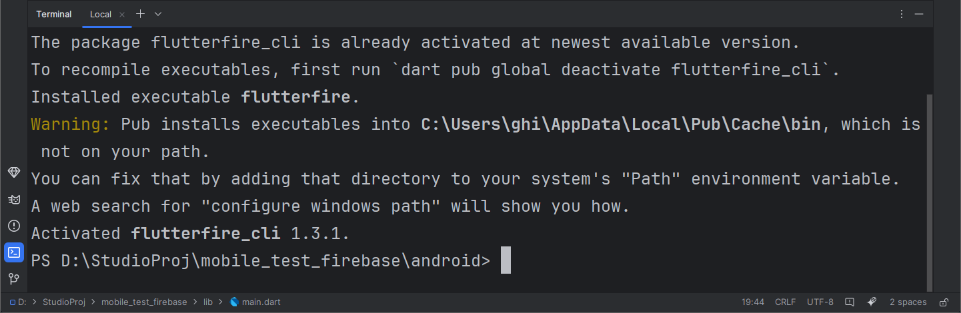 Terminal Local × +
The package flutterfire_cli is already activated at newest available version.
To recompile executables, first run `dart pub global deactivate flutterfire_cli`.
Installed executable flutterfire.
Warning: Pub installs executables into C:\Users\ghi\AppData\Local\Pub\Cache\bin, which is
not on your path.
You can fix that by adding that directory to your system's "Path" environment variable.
A web search for "configure windows path" will show you how.
Activated flutterfire_cli 1.3.1.
PS D:\StudioProj\mobile_test_firebase\android>
D: > StudioProj > mobile_test_firebase > lib > main.dart 19:44 CRLF UTF-8 2 spaces